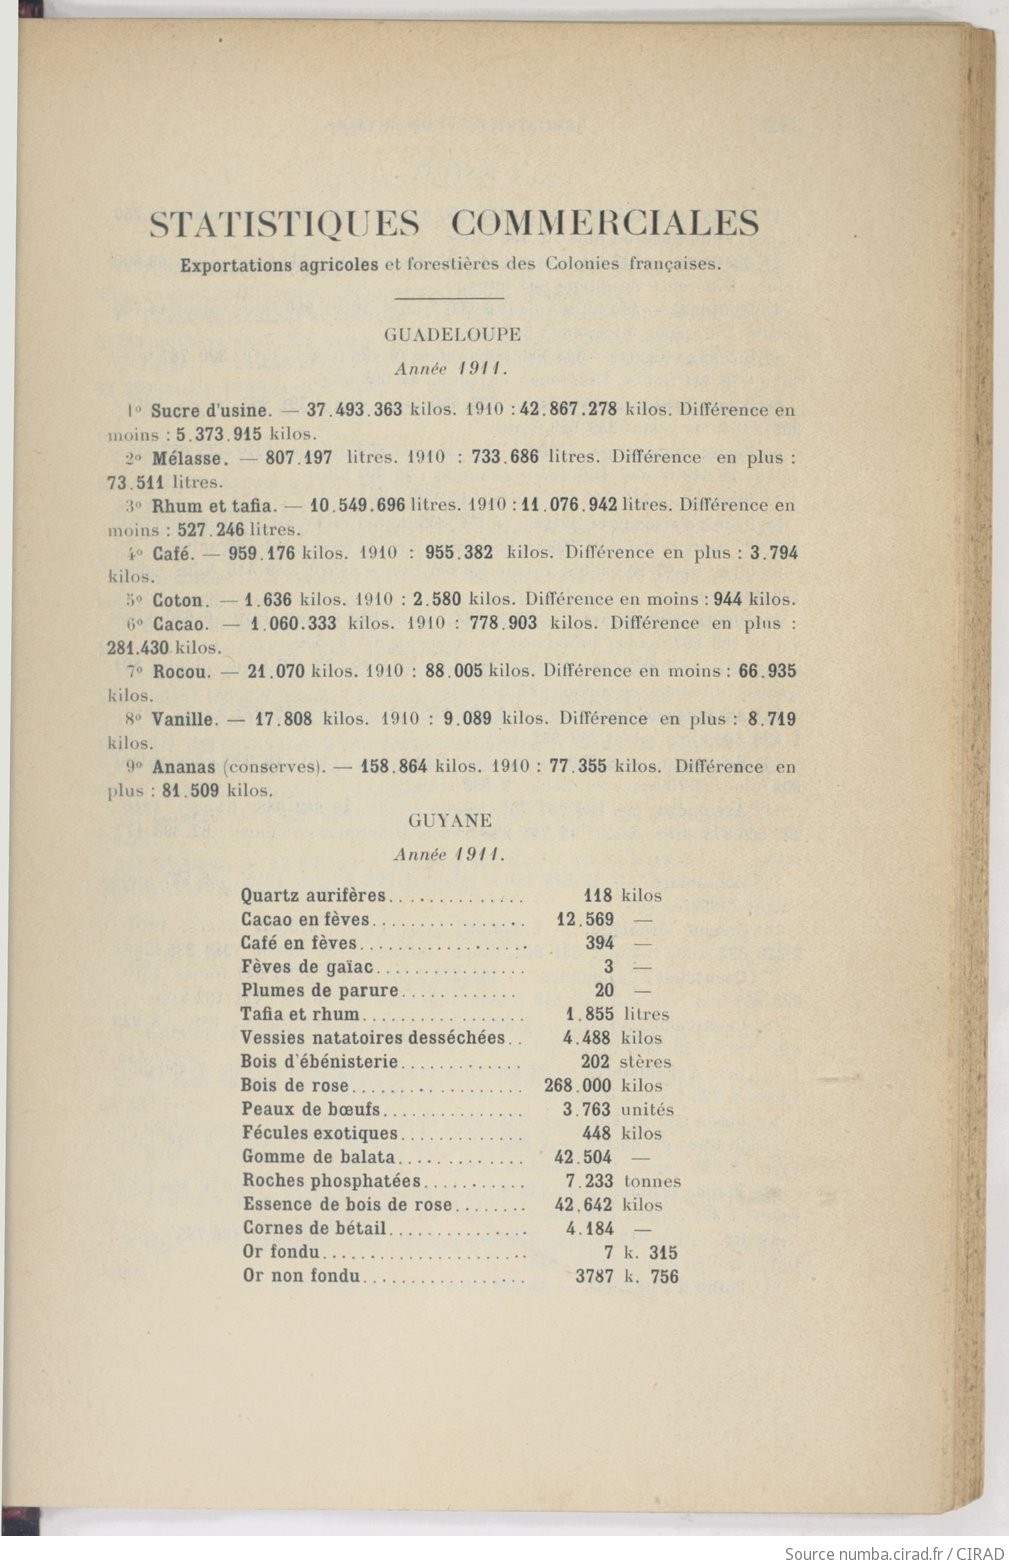 STATISTIQUES COMMERCIALES
Exportations agricoles et forestières des Colonies françaises.
GUADELOUPE
Année 1911.
1º Sucre d'usine. — 37.493.363 kilos. 1910 : 42.867.278 kilos. Différence en
moins : 5.373.915 kilos.
2º Mélasse. — 807.197 litres. 1910 : 733.686 litres. Différence en plus :
73.511 litres.
3º Rhum et tafia. — 10.549.696 litres. 1910 : 11.076.942 litres. Différence en
moins : 527.246 litres.
4º Café. — 959.176 kilos. 1910 : 955.382 kilos. Différence en plus : 3.794
kilos.
5º Coton. — 1.636 kilos. 1910 : 2.580 kilos. Différence en moins : 944 kilos.
6º Cacao. — 1.060.333 kilos. 1910 : 778.903 kilos. Différence en plus :
281.430 kilos.
7º Rocou. — 21.070 kilos. 1910 : 88.005 kilos. Différence en moins : 66.935
kilos.
8º Vanille. — 17.808 kilos. 1910 : 9.089 kilos. Différence en plus : 8.719
kilos.
9º Ananas (conserves). — 158.864 kilos. 1910 : 77.355 kilos. Différence en
plus : 81.509 kilos.
GUYANE
Année 1911.
Quartz aurifères.............. 118 kilos
Cacao en fèves................ 12.569 —
Café en fèves.................. 394 —
Fèves de gaïac................ 3 —
Plumes de parure............ 20 —
Tafia et rhum................. 1.855 litres
Vessies natatoires desséchées.. 4.488 kilos
Bois d'ébénisterie............. 202 stères
Bois de rose.................. 268.000 kilos
Peaux de bœufs............... 3.763 unités
Fécules exotiques............. 448 kilos
Gomme de balata............. 42.504 —
Roches phosphatées........... 7.233 tonnes
Essence de bois de rose........ 42.642 kilos
Cornes de bétail............... 4.184 —
Or fondu...................... 7 k. 315
Or non fondu................. 3787 k. 756
Source numba.cirad.fr / CIRAD